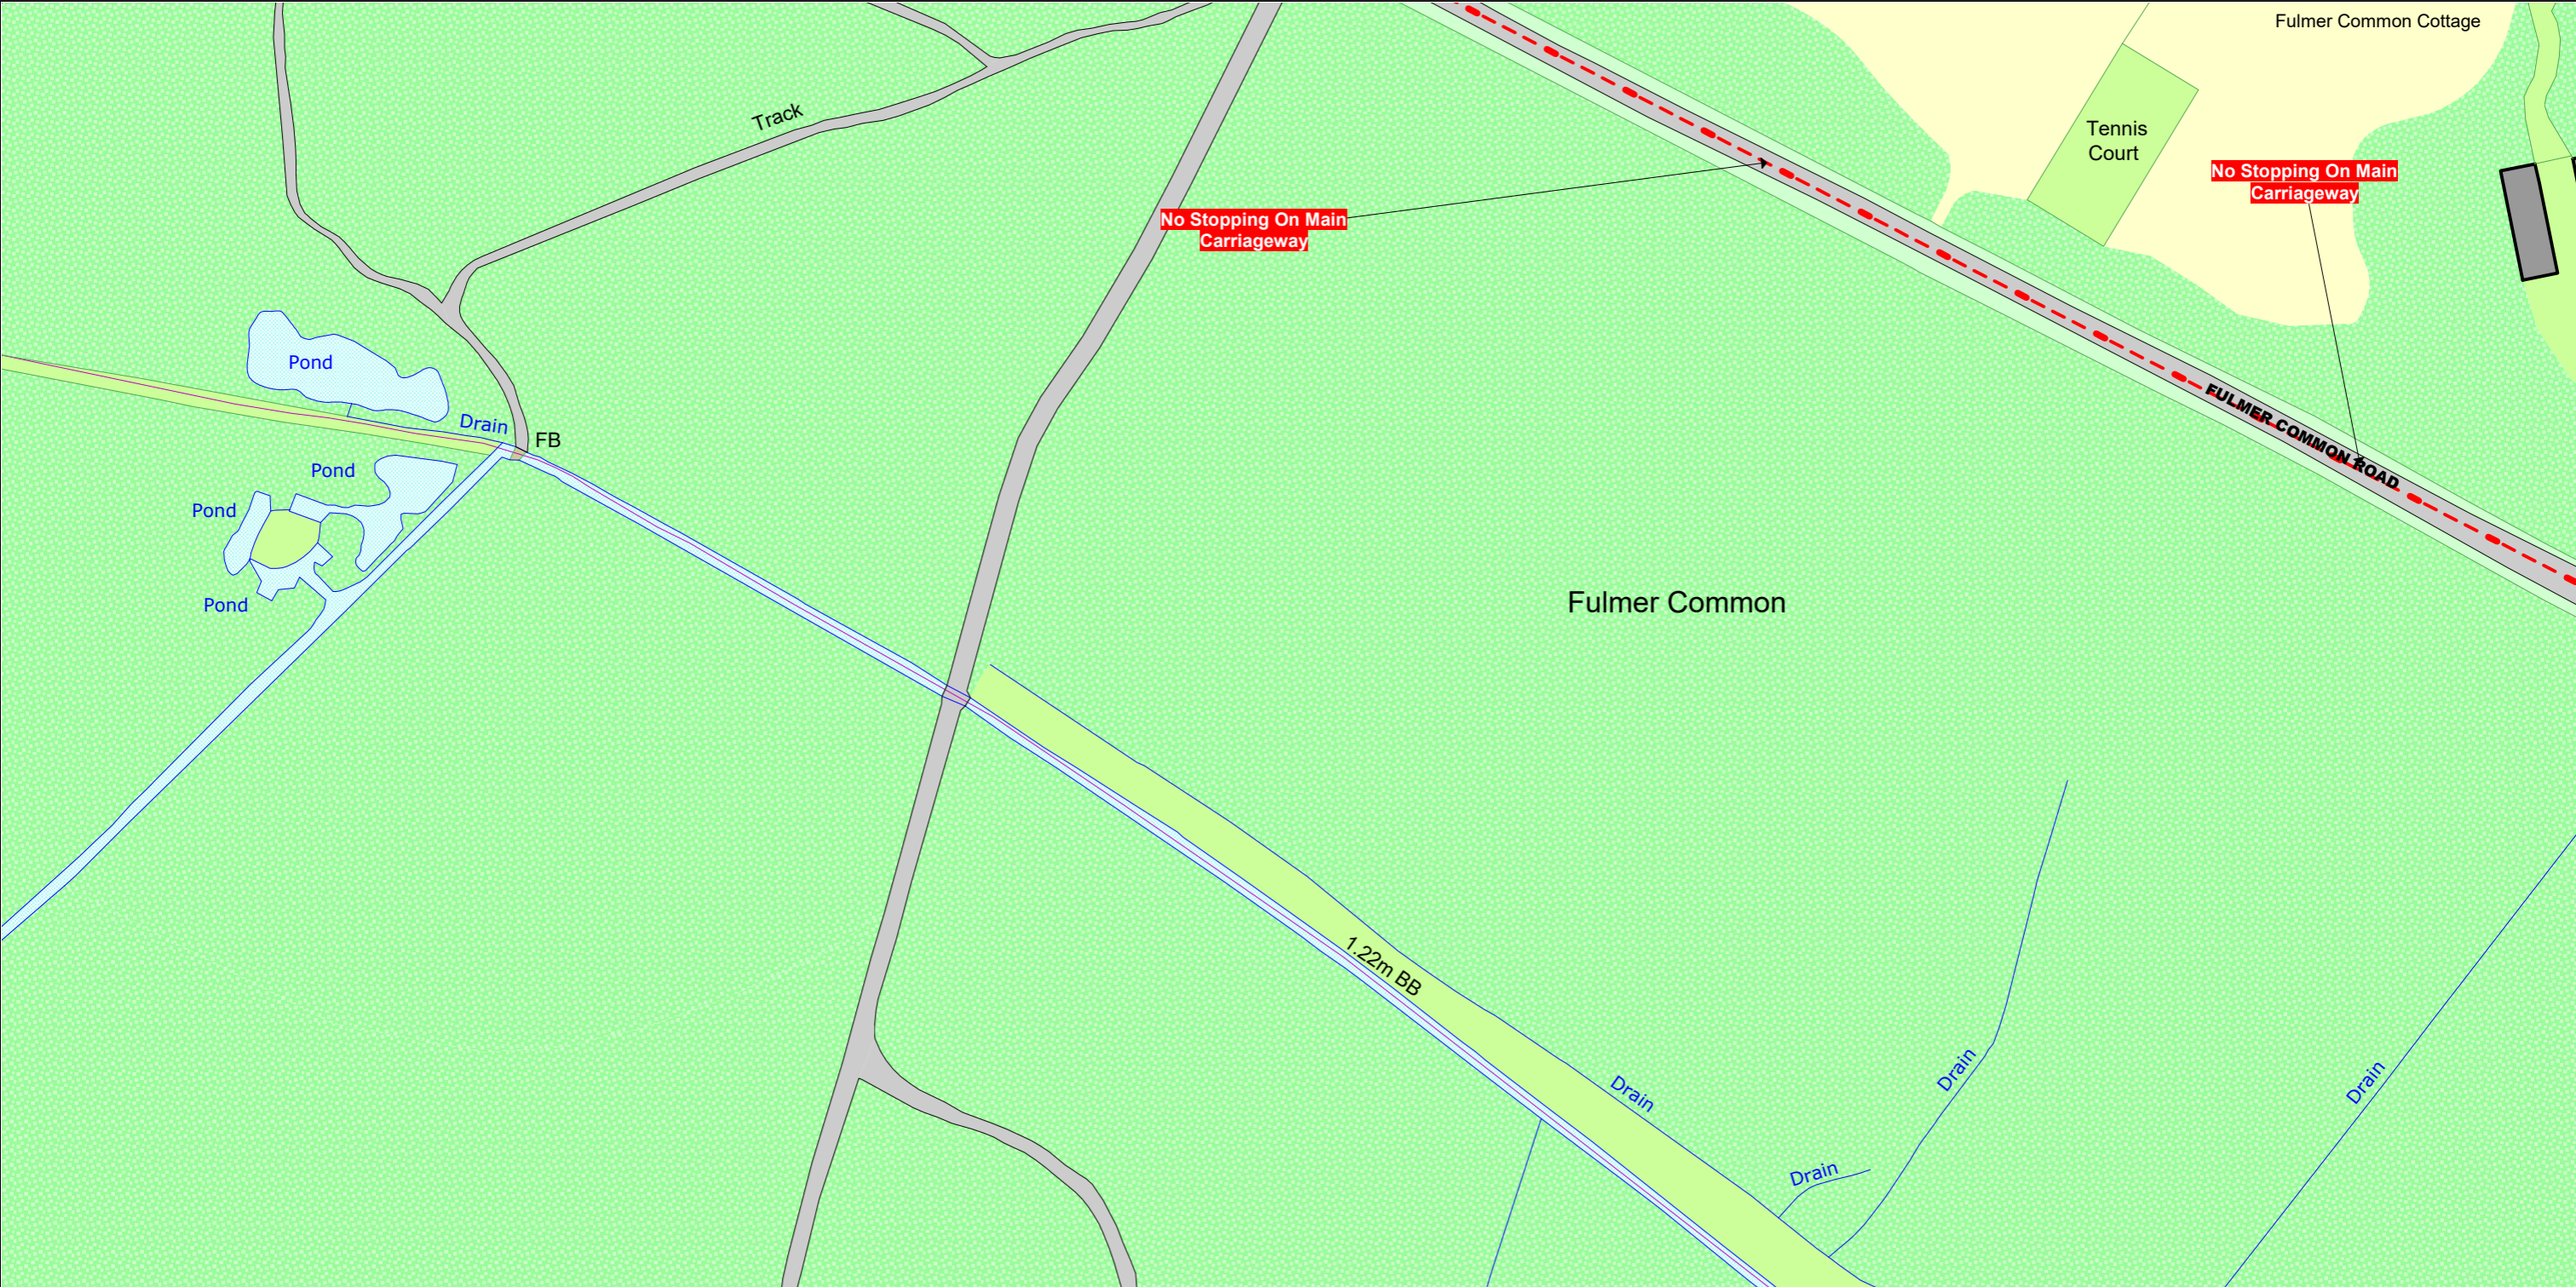 Fulmer Common Cottage
Track
Tennis
Court
No Stopping On Main
Carriageway
No Stopping On Main
Carriageway
Pond
Drain
FB
FULMER COMMON ROAD
Pond
Pond
Pond
Fulmer Common
1.22m BB
Drain
Drain
Drain
Drain